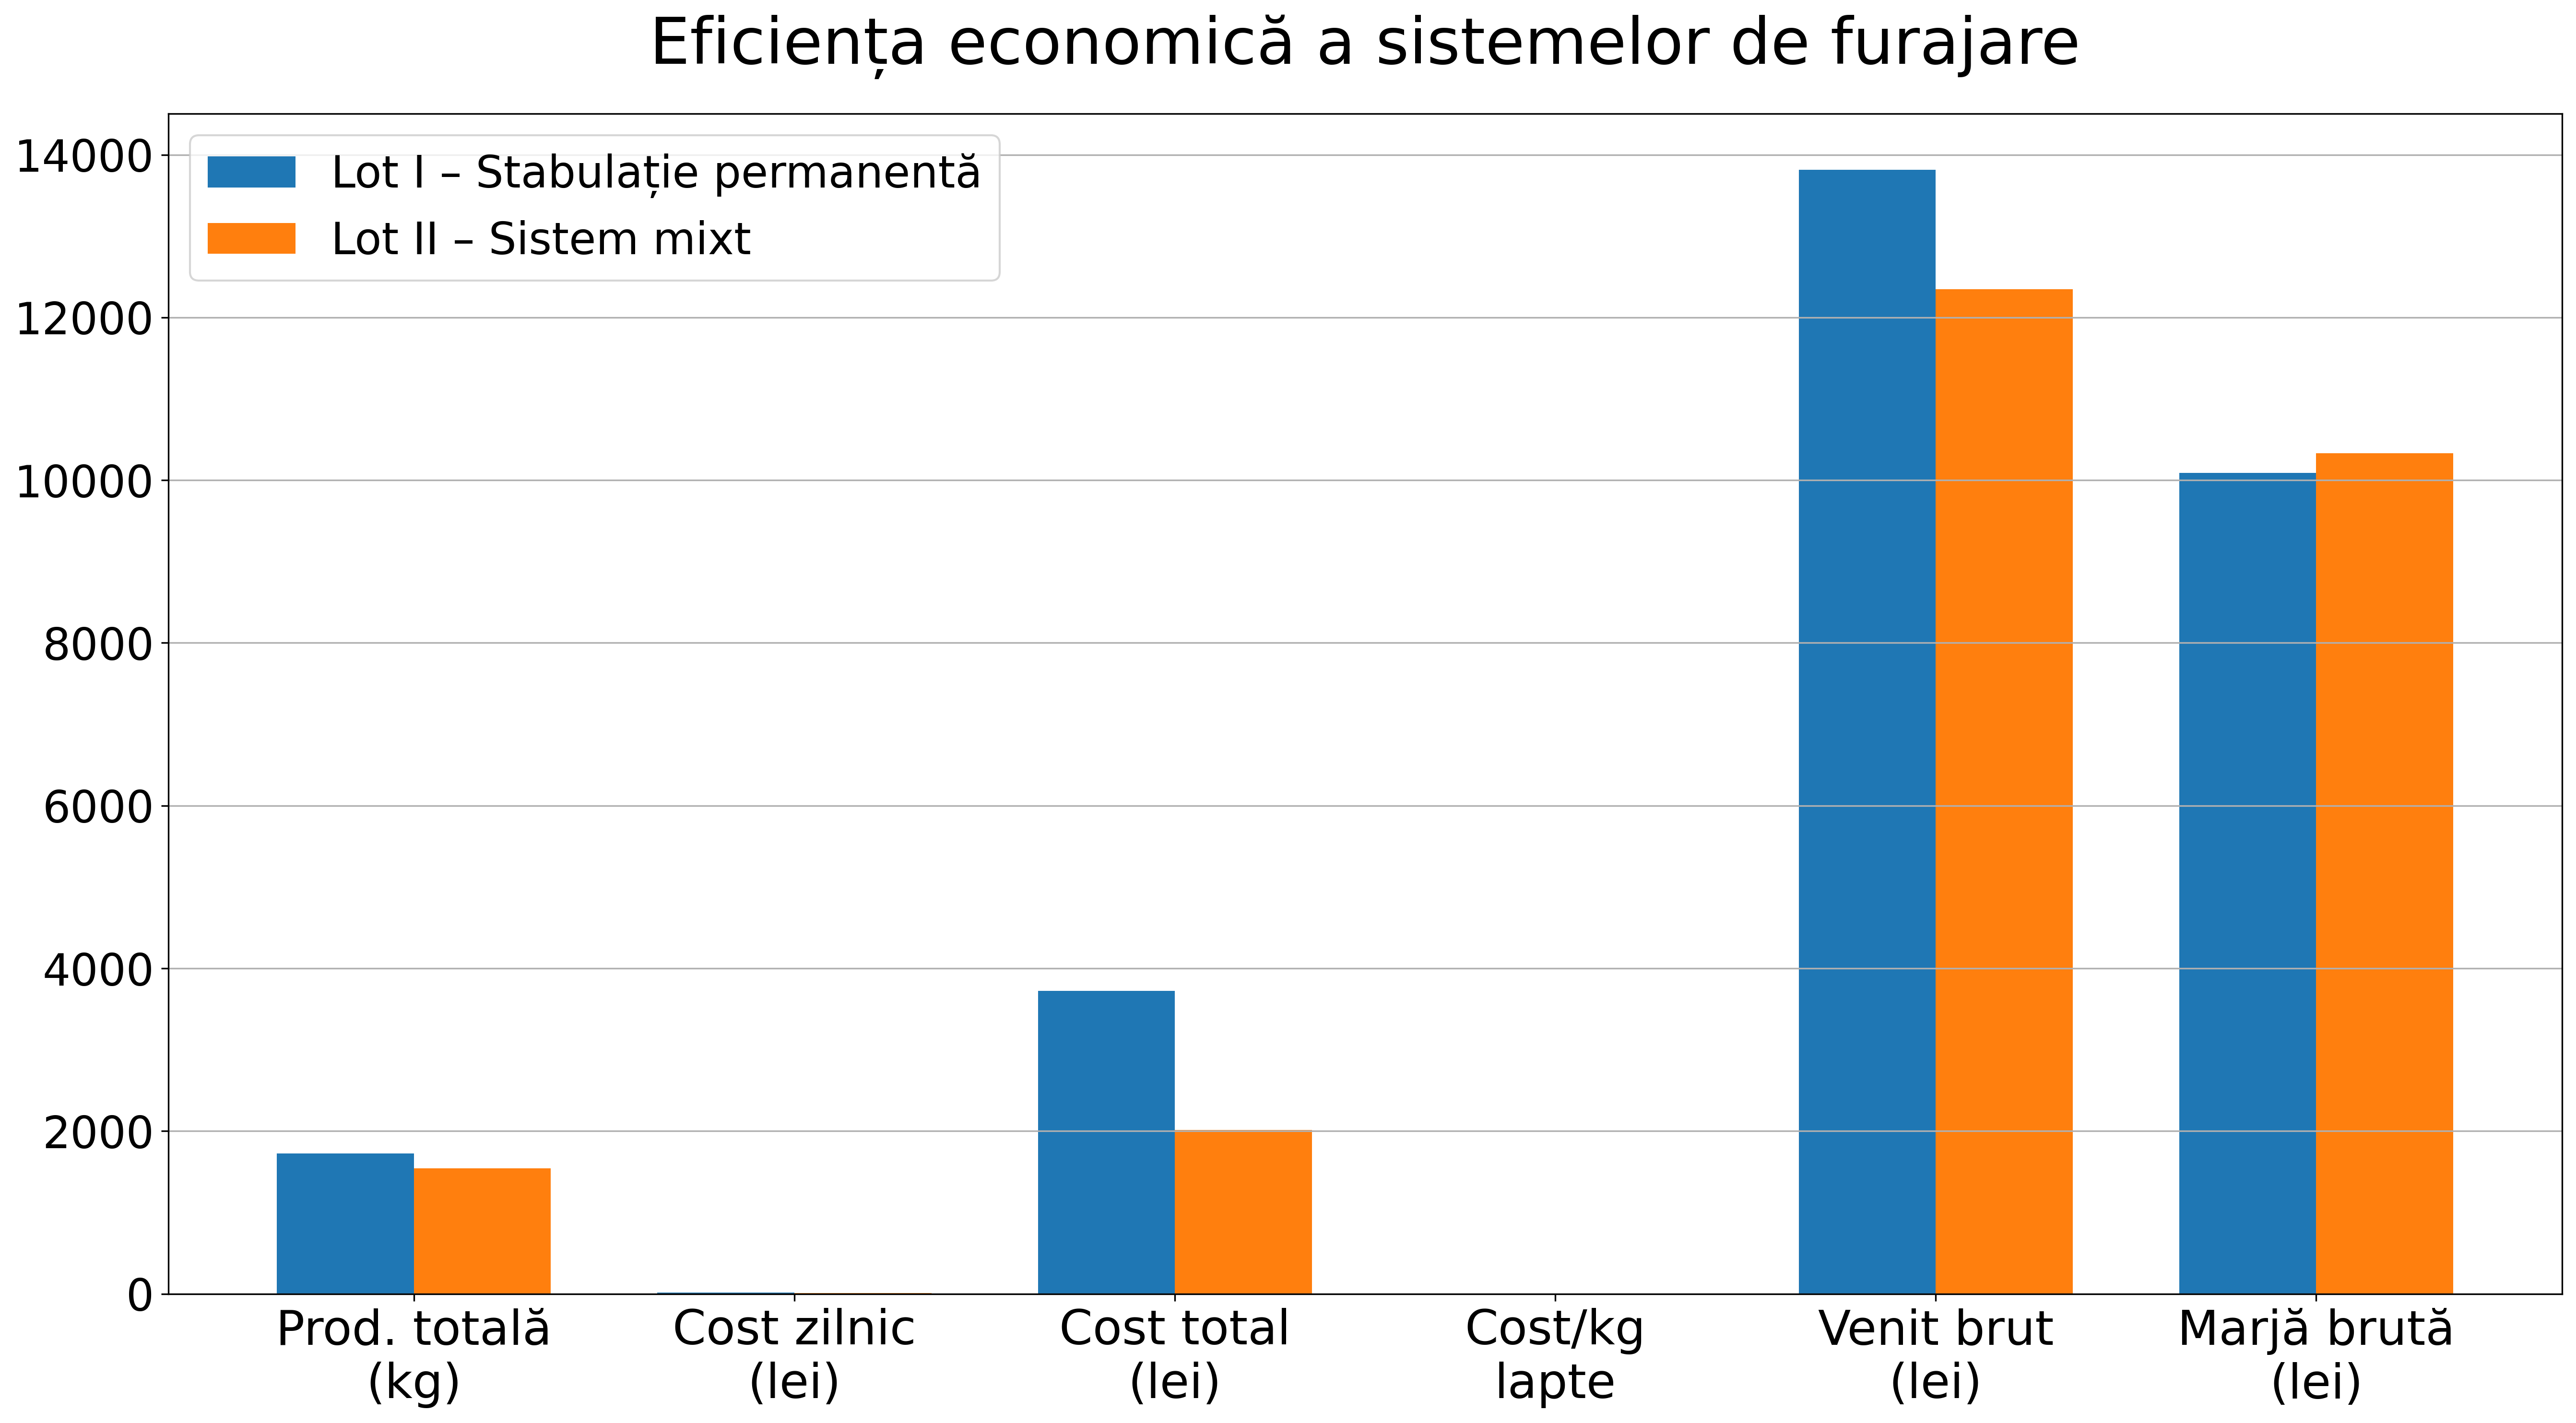 Eficiența economică a sistemelor de furajare
Lot I – Stabulație permanentă
Lot II – Sistem mixt
14000
12000
10000
8000
6000
4000
2000
0
Prod. totală
(kg)
Cost zilnic
(lei)
Cost total
(lei)
Cost/kg
lapte
Venit brut
(lei)
Marjă brută
(lei)